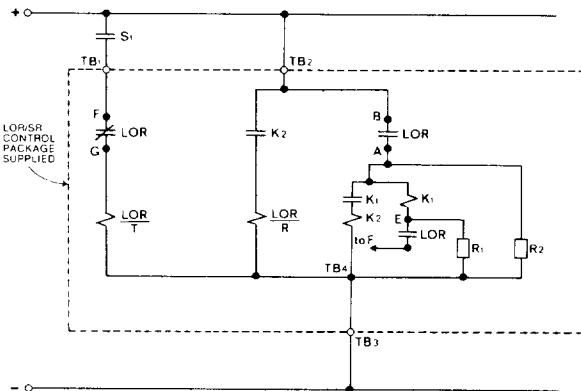 +
S1
TB1
TB2
F
LOR
G
LOR/SR
CONTROL
PACKAGE
SUPPLIED
K2
B
LOR
A
K1
K1
K2
E
LOR
to F
R1
R2
LOR
T
LOR
R
TB4
TB3
−